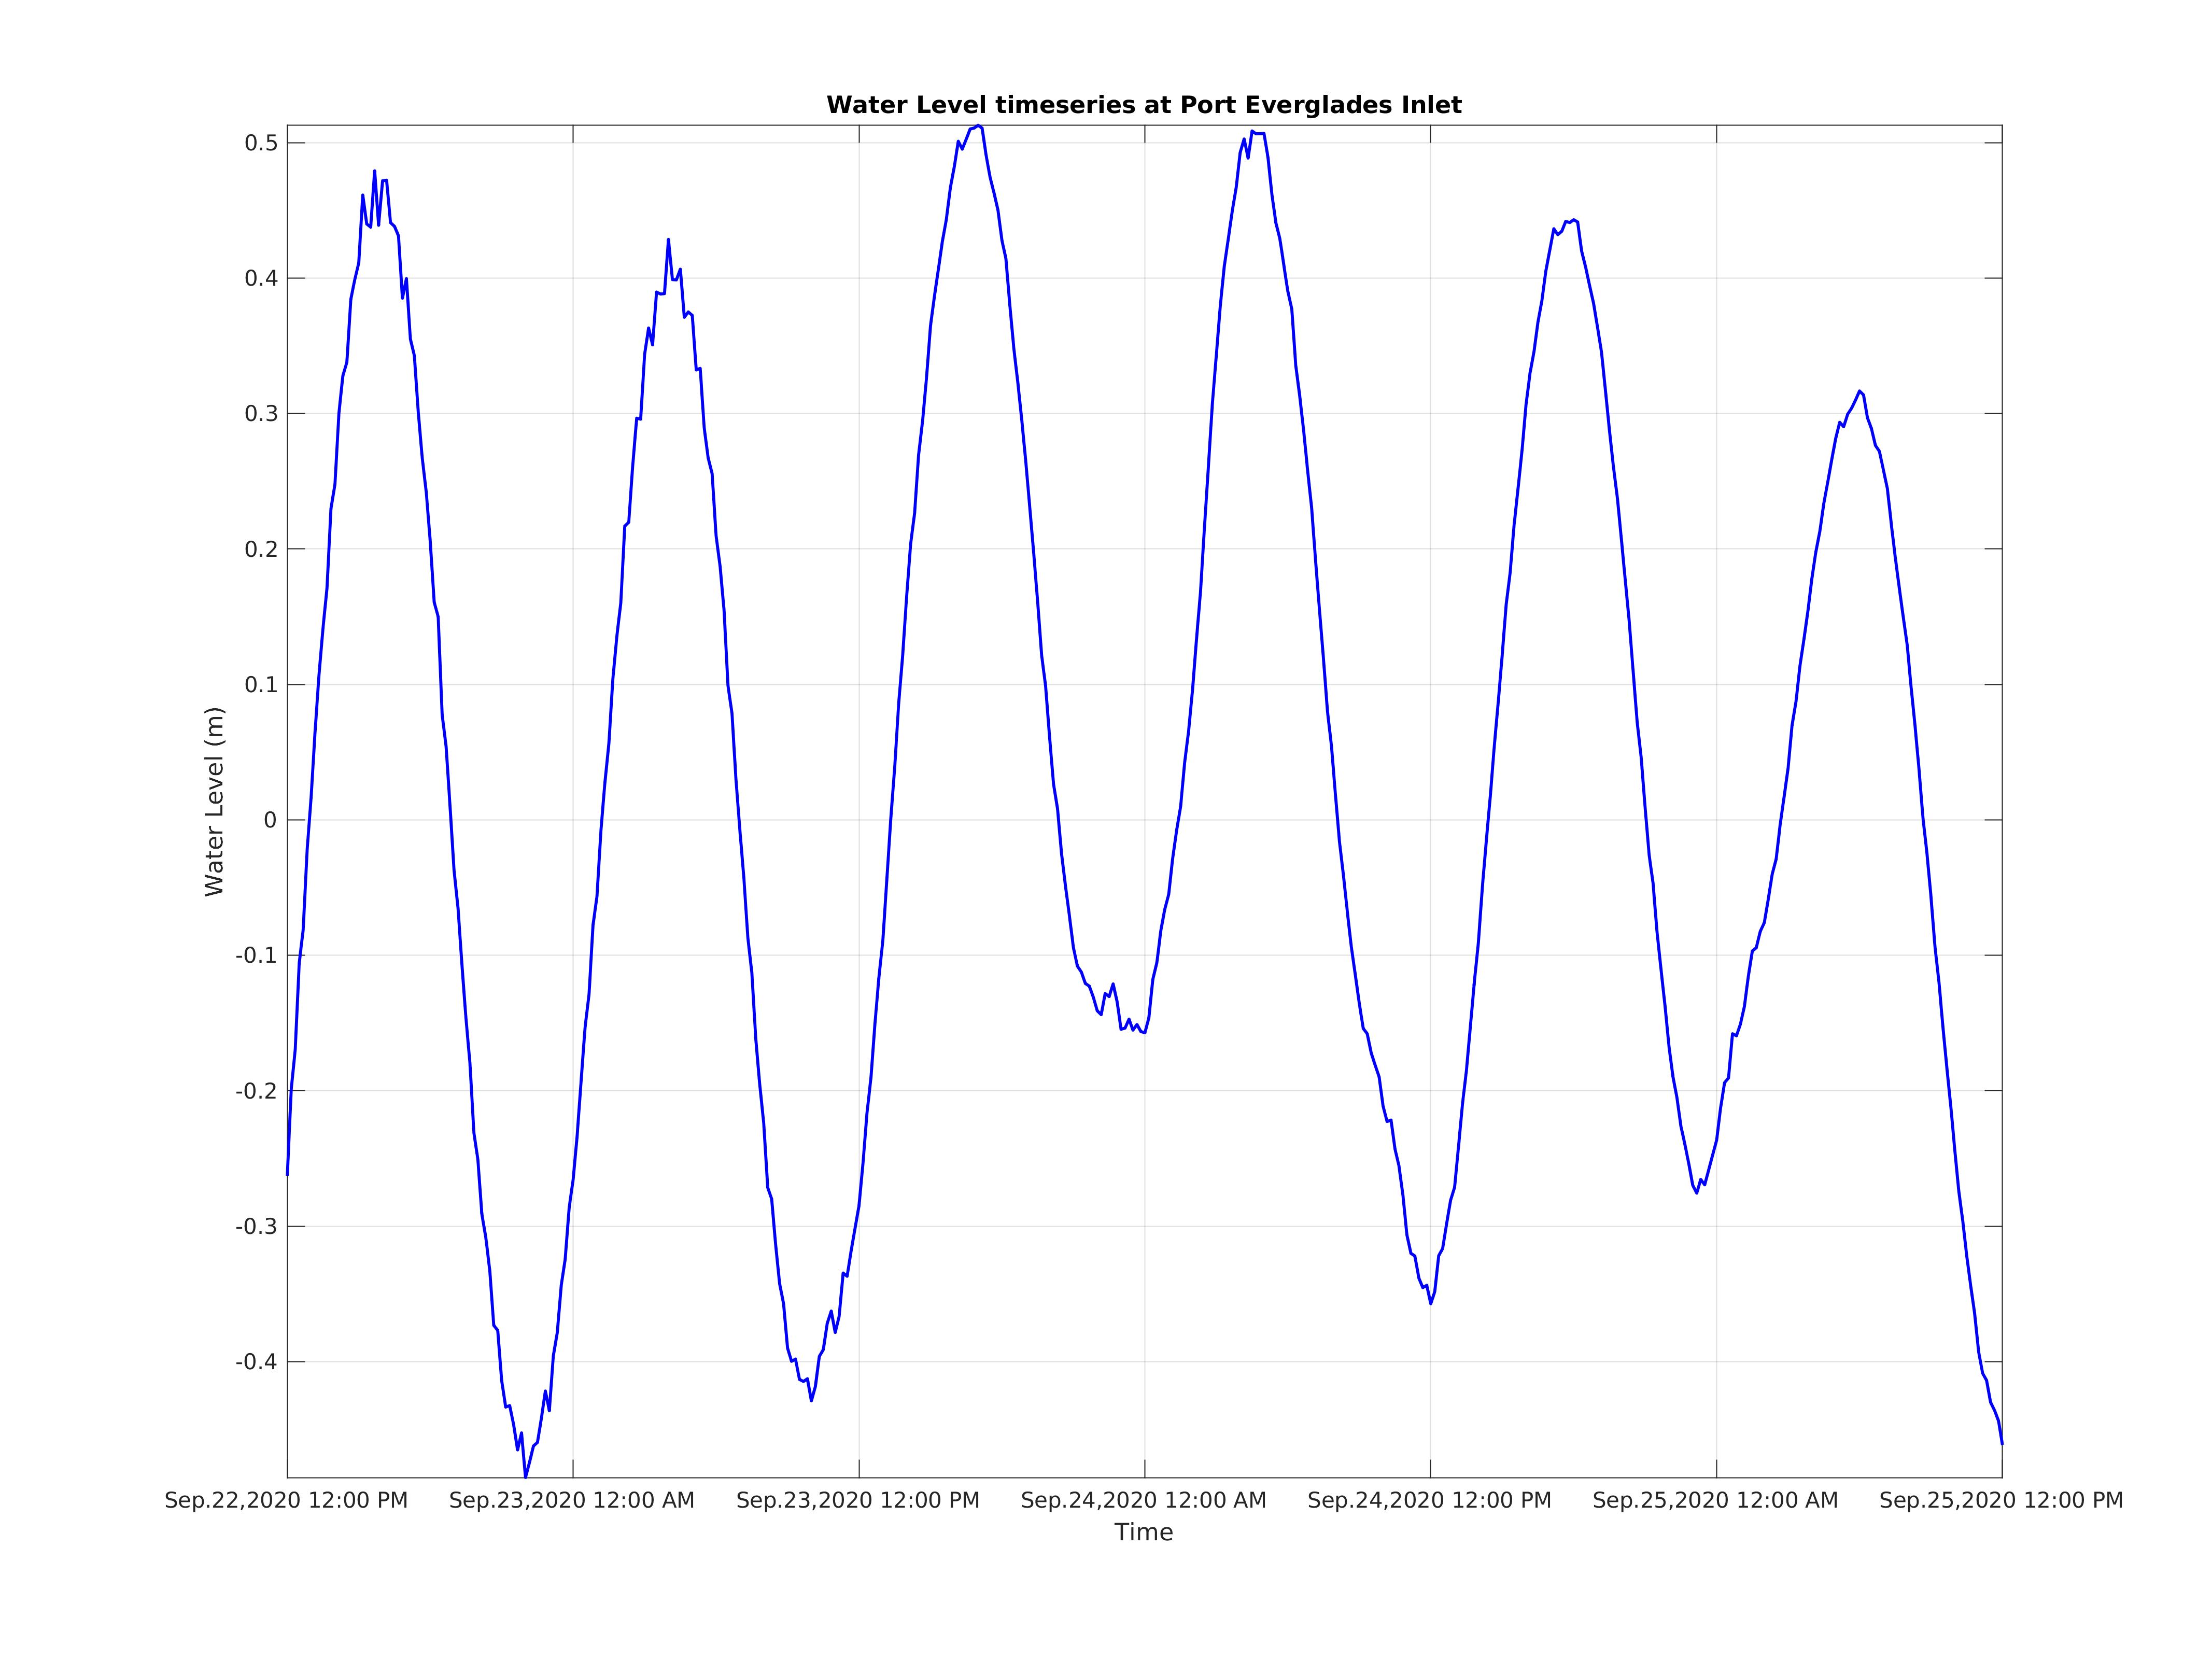 Water Level timeseries at Port Everglades Inlet
0.5
0.4
0.3
0.2
0.1
0
-0.1
-0.2
-0.3
-0.4
Water Level (m)
Sep.22,2020 12:00 PM Sep.23,2020 12:00 AM Sep.23,2020 12:00 PM Sep.24,2020 12:00 AM Sep.24,2020 12:00 PM Sep.25,2020 12:00 AM Sep.25,2020 12:00 PM
Time